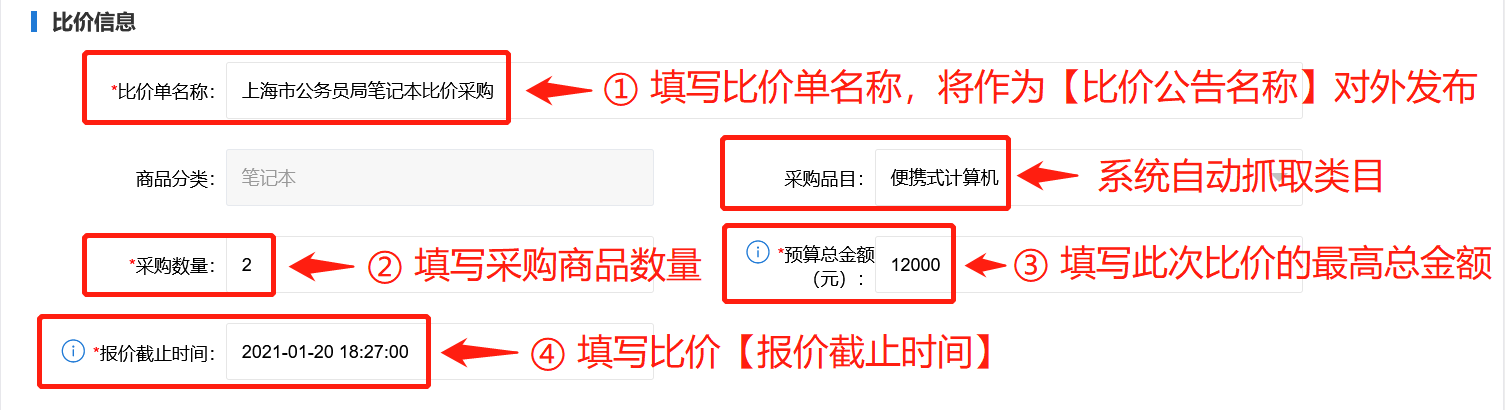 比价信息
*比价单名称： 上海市公务员局笔记本比价采购 ① 填写比价单名称，将作为【比价公告名称】对外发布
商品分类： 笔记本 采购品目： 便携式计算机 系统自动抓取类目
*采购数量： 2 ② 填写采购商品数量 *预算总金额 12000 ③ 填写此次比价的最高总金额
（元）：
*报价截止时间： 2021-01-20 18:27:00 ④ 填写比价【报价截止时间】